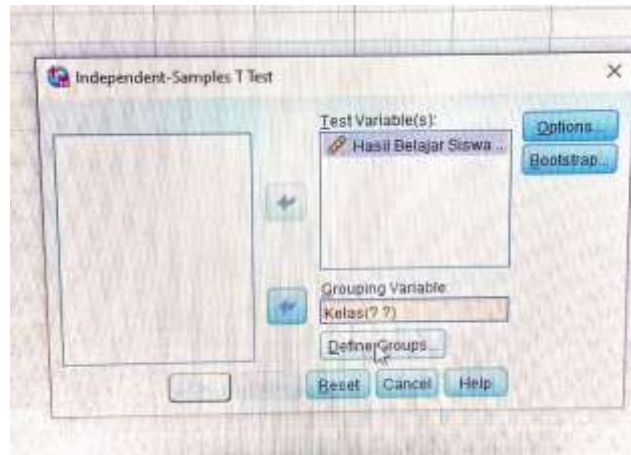 Independent-Samples T Test
Test Variable(s):
Hasil Belajar Siswa ...
Options...
Bootstrap...
Grouping Variable
Kelas(? ?)
Define Groups...
Reset Cancel Help